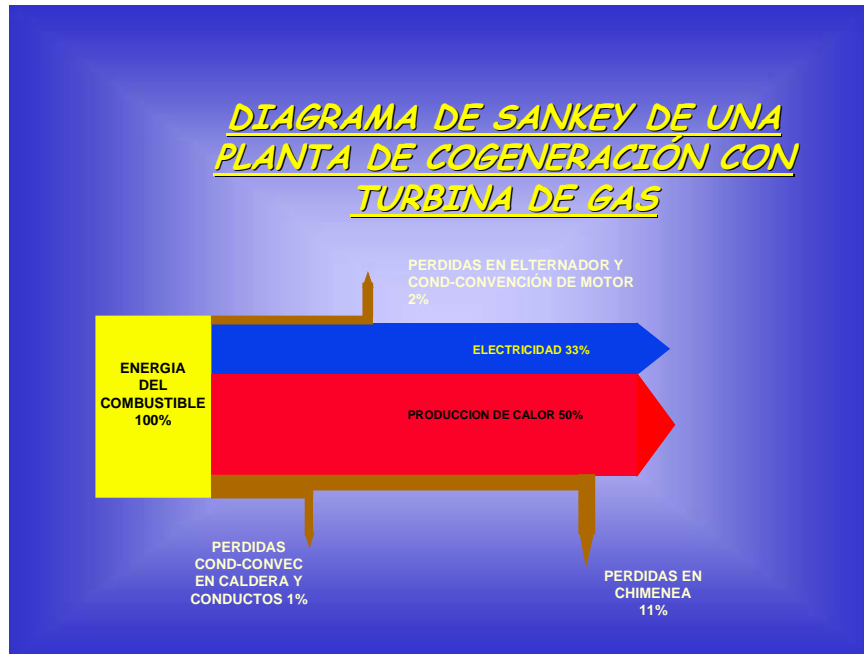 DIAGRAMA DE SANKEY DE UNA
PLANTA DE COGENERACIÓN CON
TURBINA DE GAS
PERDIDAS EN ELTERNADOR Y
COND-CONVENCIÓN DE MOTOR
2%
ENERGIA
DEL
COMBUSTIBLE
100%
ELECTRICIDAD 33%
PRODUCCION DE CALOR 50%
PERDIDAS
COND-CONVEC
EN CALDERA Y
CONDUCTOS 1%
PERDIDAS EN
CHIMENEA
11%